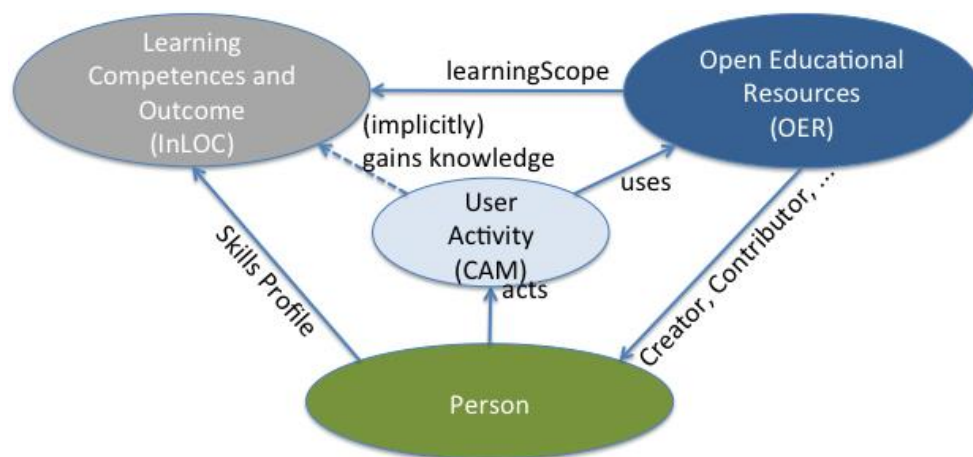 Learning
Competences and
Outcome
(InLOC)
learningScope
Open Educational
Resources
(OER)
(implicitly)
gains knowledge
uses
User
Activity
(CAM)
acts
Skills Profile
Creator, Contributor, ...
Person